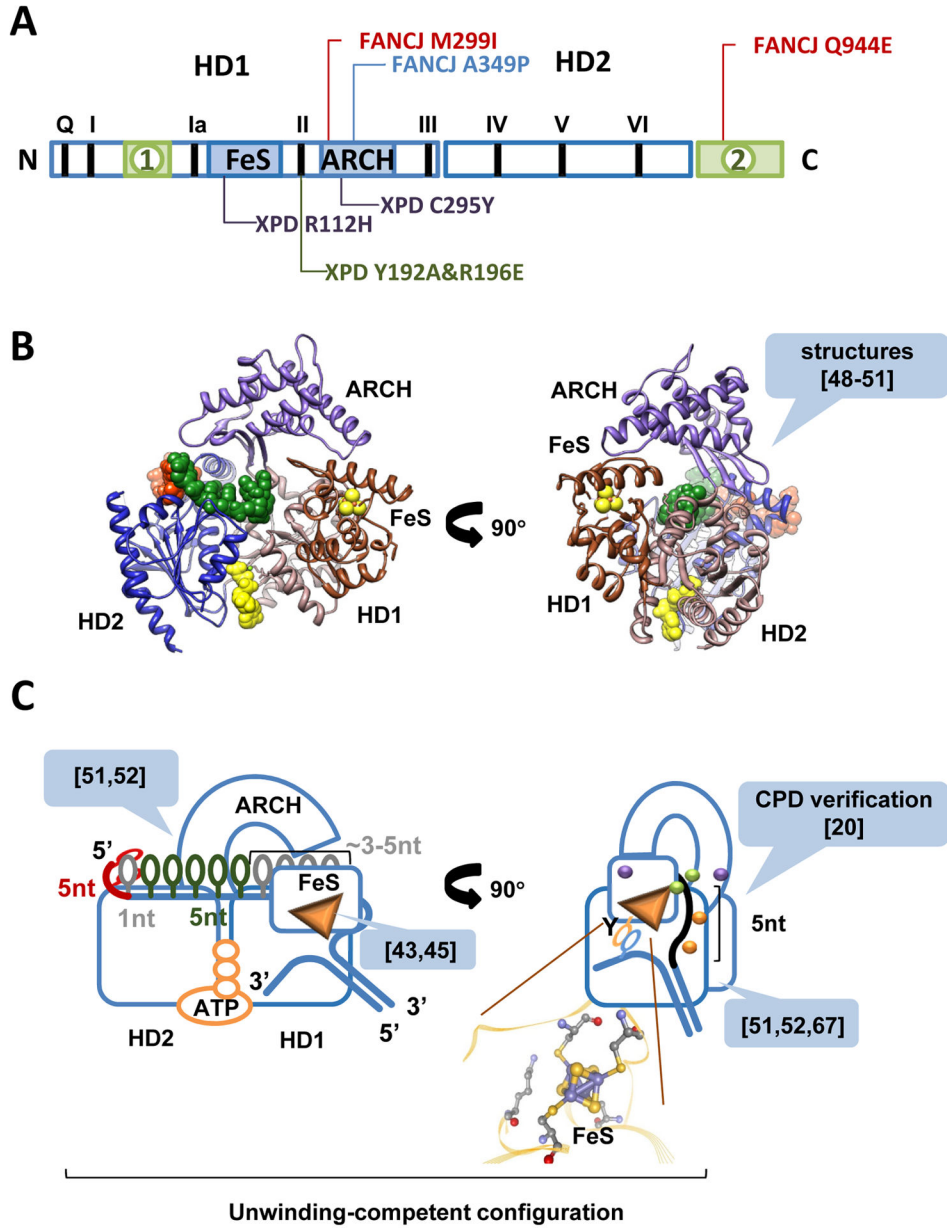 A
FANCJ M299I
FANCJ A349P
FANCJ Q944E
HD1
HD2
Q
I
Ia
II
III
IV
V
VI
N
1
FeS
ARCH
2
C
XPD R112H
XPD C295Y
XPD Y192A&R196E
B
ARCH
FeS
HD2
HD1
90°
structures
[48-51]
ARCH
FeS
HD1
HD2
C
[51,52]
ARCH
5’
~3-5nt
5nt
1nt
5nt
FeS
[43,45]
3’
ATP
3’
5’
HD2
HD1
90°
CPD verification
[20]
Y
5nt
[51,52,67]
FeS
Unwinding-competent configuration